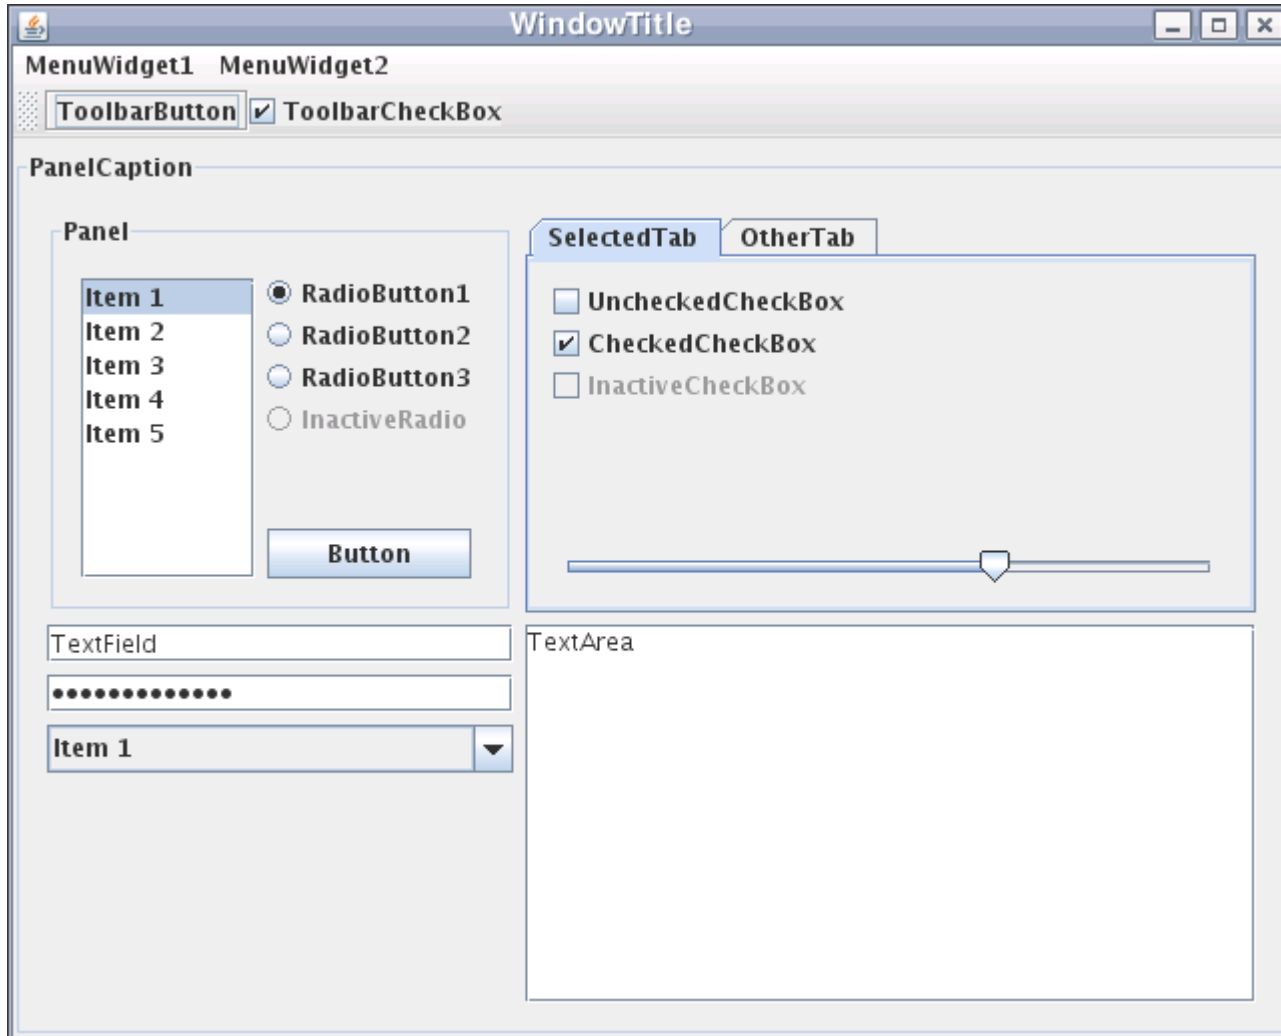 WindowTitle
MenuWidget1 MenuWidget2
ToolbarButton ToolbarCheckBox
PanelCaption
Panel
Item 1
Item 2
Item 3
Item 4
Item 5
RadioButton1
RadioButton2
RadioButton3
InactiveRadio
Button
SelectedTab OtherTab
UncheckedCheckBox
CheckedCheckBox
InactiveCheckBox
TextField
•••••••••••••
Item 1
TextArea